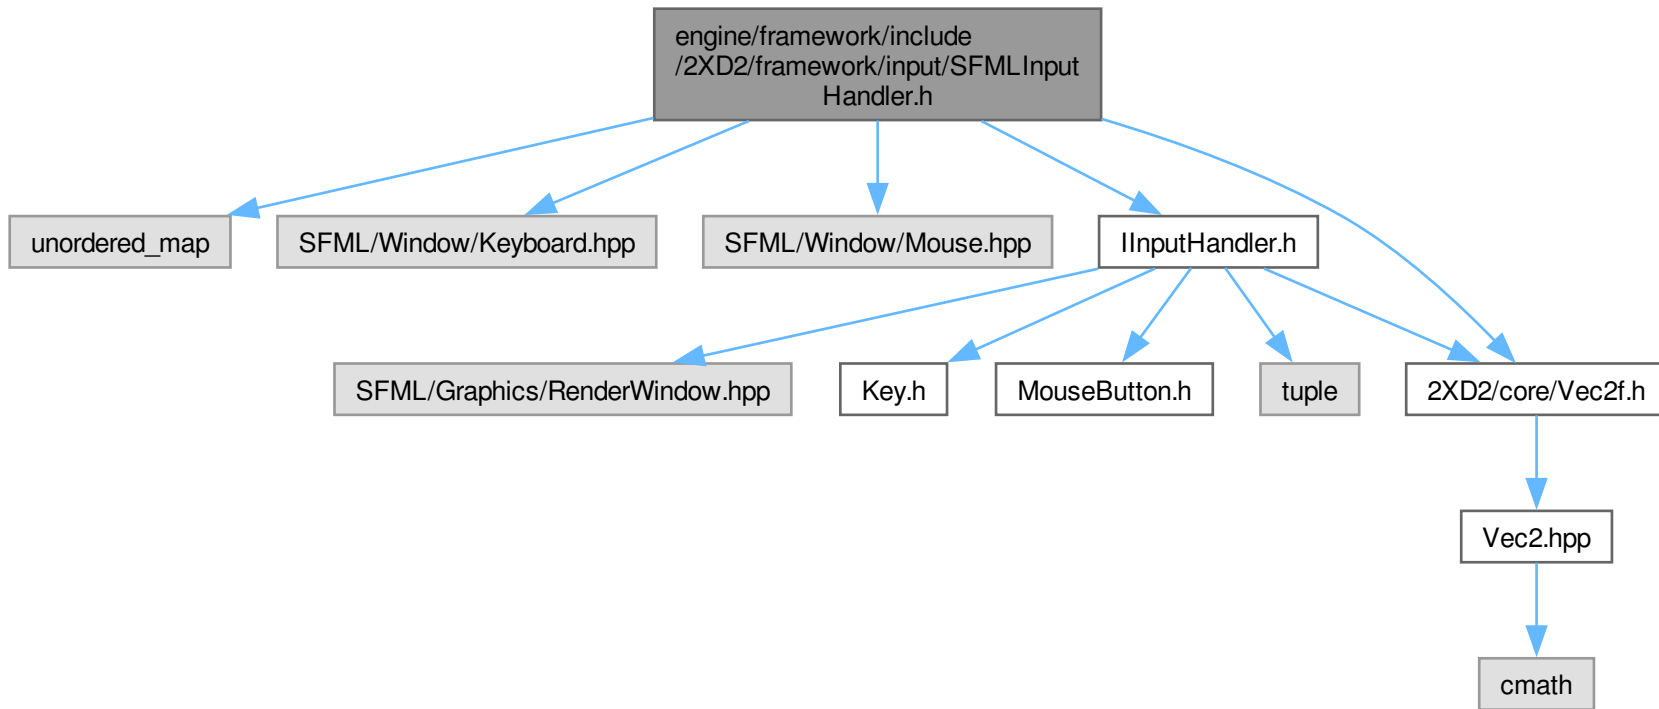 engine/framework/include
/2XD2/framework/input/SFMLInput
Handler.h
unordered_map
SFML/Window/Keyboard.hpp
SFML/Window/Mouse.hpp
IInputHandler.h
SFML/Graphics/RenderWindow.hpp
Key.h
MouseButton.h
tuple
2XD2/core/Vec2f.h
Vec2.hpp
cmath